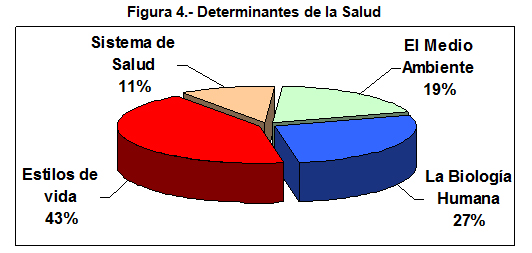 Figura 4.- Determinantes de la Salud
Sistema de
Salud
11%
El Medio
Ambiente
19%
Estilos de
vida
43%
La Biología
Humana
27%